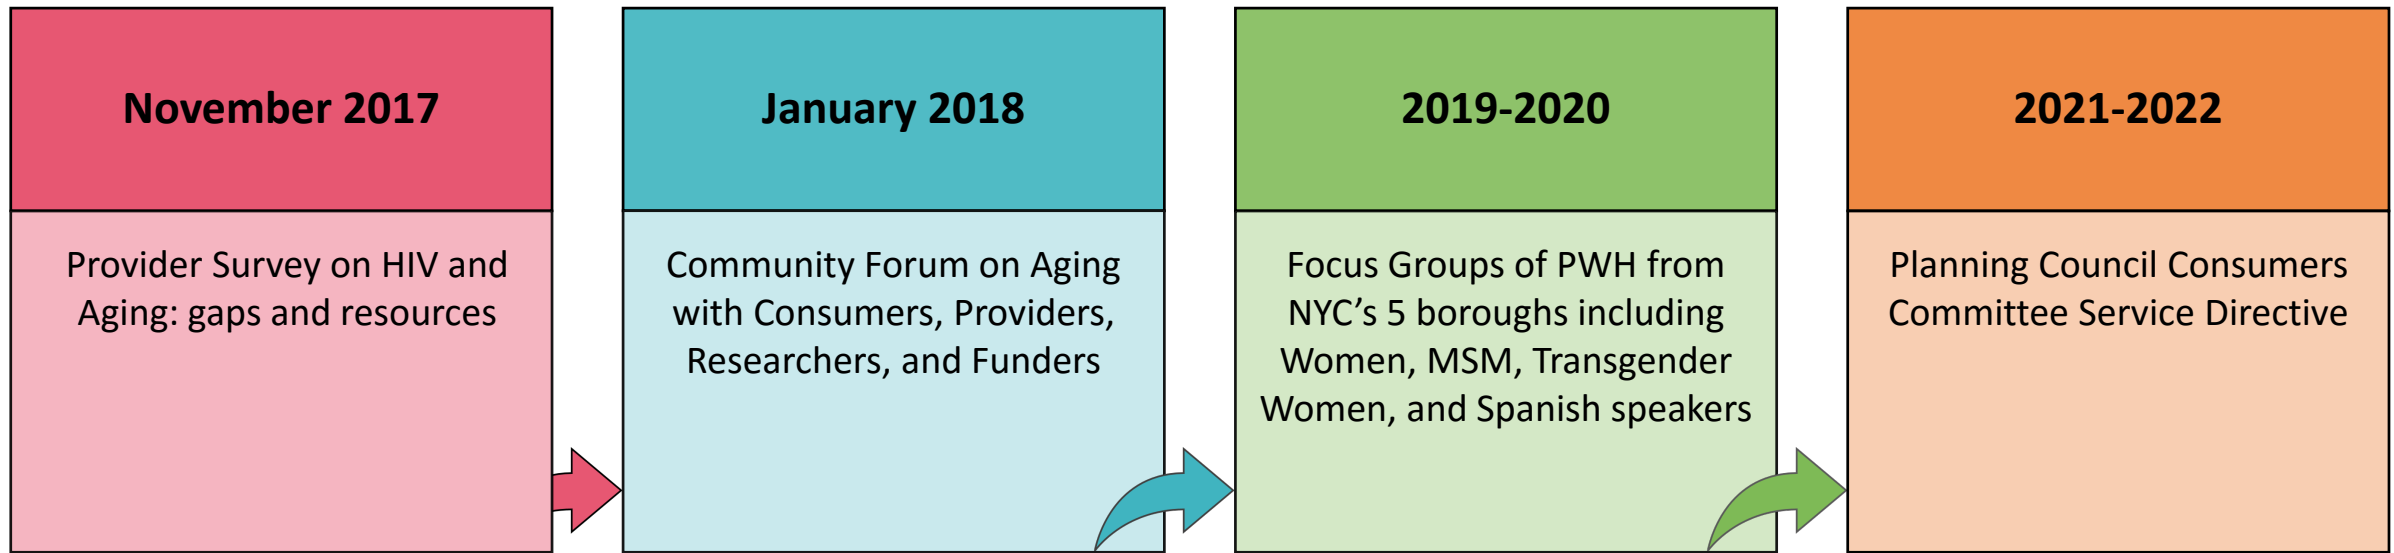 November 2017
Provider Survey on HIV and
Aging: gaps and resources
January 2018
Community Forum on Aging
with Consumers, Providers,
Researchers, and Funders
2019-2020
Focus Groups of PWH from
NYC’s 5 boroughs including
Women, MSM, Transgender
Women, and Spanish speakers
2021-2022
Planning Council Consumers
Committee Service Directive